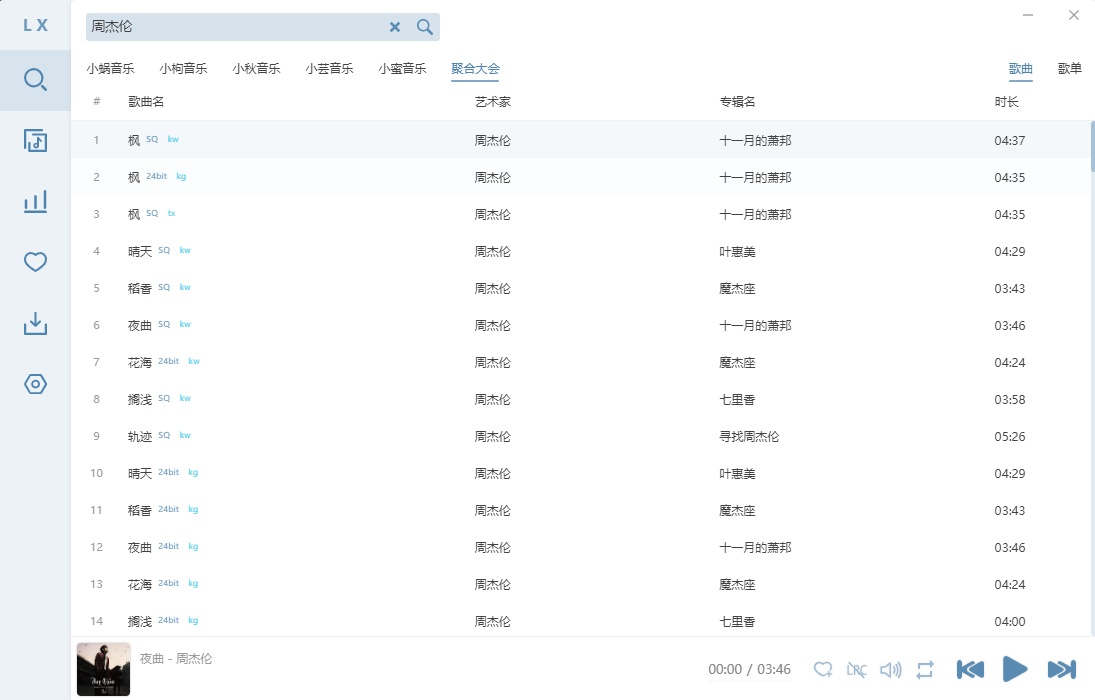 L X
周杰伦
小蜗音乐 小枸音乐 小秋音乐 小芸音乐 小蜜音乐 聚合大会 歌曲 歌单
# 歌曲名 艺术家 专辑名 时长
1 枫 SQ kw 周杰伦 十一月的萧邦 04:37
2 枫 24bit kg 周杰伦 十一月的萧邦 04:35
3 枫 SQ tx 周杰伦 十一月的萧邦 04:35
4 晴天 SQ kw 周杰伦 叶惠美 04:29
5 稻香 SQ kw 周杰伦 魔杰座 03:43
6 夜曲 SQ kw 周杰伦 十一月的萧邦 03:46
7 花海 24bit kw 周杰伦 魔杰座 04:24
8 搁浅 SQ kw 周杰伦 七里香 03:58
9 轨迹 SQ kw 周杰伦 寻找周杰伦 05:26
10 晴天 24bit kg 周杰伦 叶惠美 04:29
11 稻香 24bit kg 周杰伦 魔杰座 03:43
12 夜曲 24bit kg 周杰伦 十一月的萧邦 03:46
13 花海 24bit kg 周杰伦 魔杰座 04:24
14 搁浅 24bit kg 周杰伦 七里香 04:00
夜曲 - 周杰伦
00:00 / 03:46
LRC